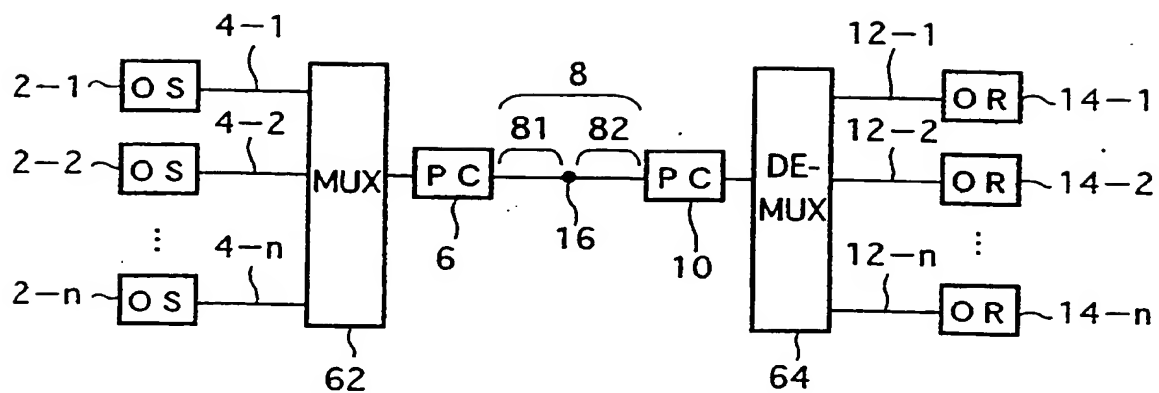 4-1
2-1 OS
4-2
2-2 OS
⋮
4-n
2-n OS
MUX
62
PC
6
8
81 82
16
PC
10
DE-
MUX
64
12-1
OR 14-1
12-2
OR 14-2
⋮
12-n
OR 14-n